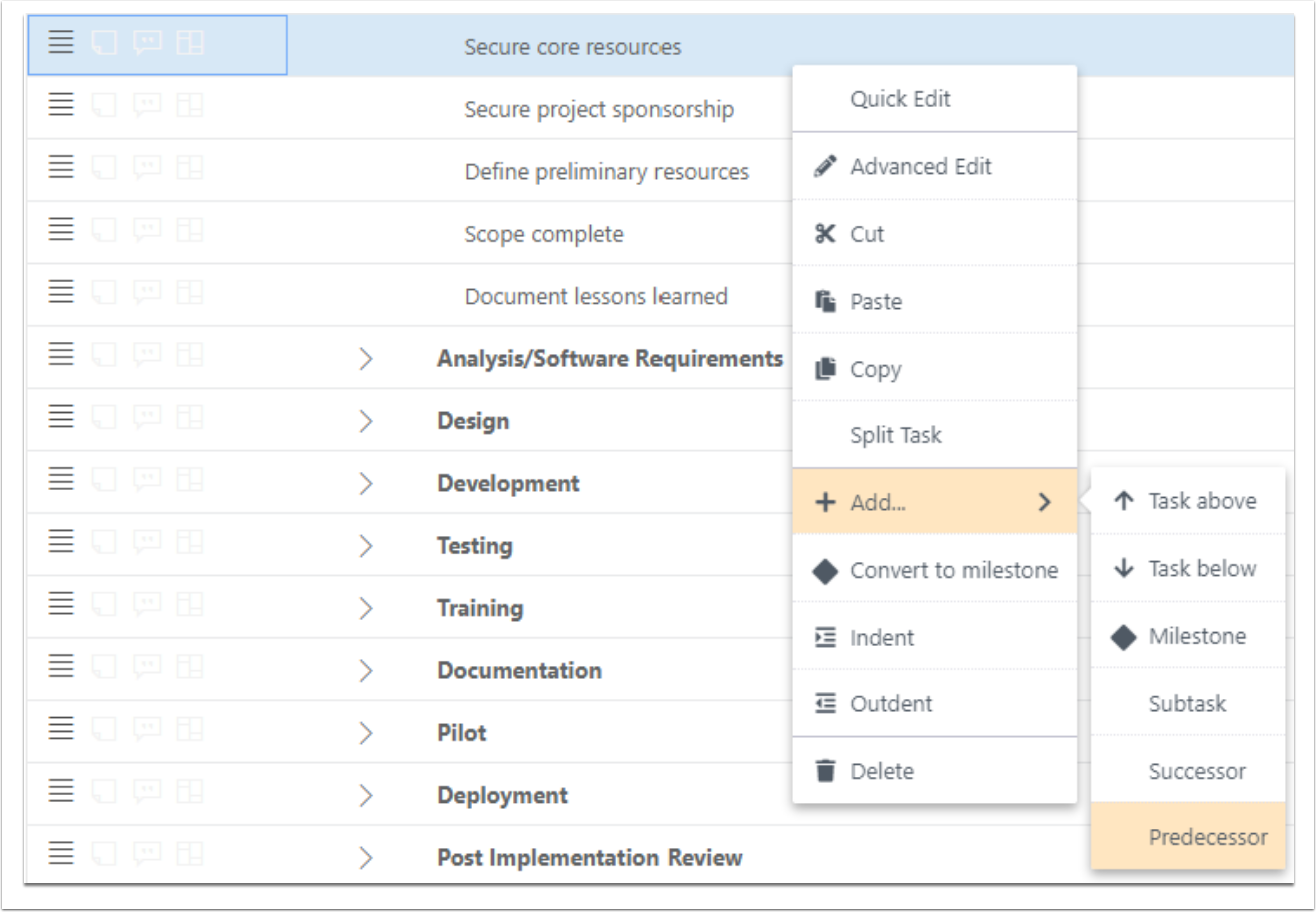 Secure core resources
Secure project sponsorship
Define preliminary resources
Scope complete
Document lessons learned
Analysis/Software Requirements
Design
Development
Testing
Training
Documentation
Pilot
Deployment
Post Implementation Review
Quick Edit
Advanced Edit
Cut
Paste
Copy
Split Task
Add...
Convert to milestone
Indent
Outdent
Delete
Task above
Task below
Milestone
Subtask
Successor
Predecessor